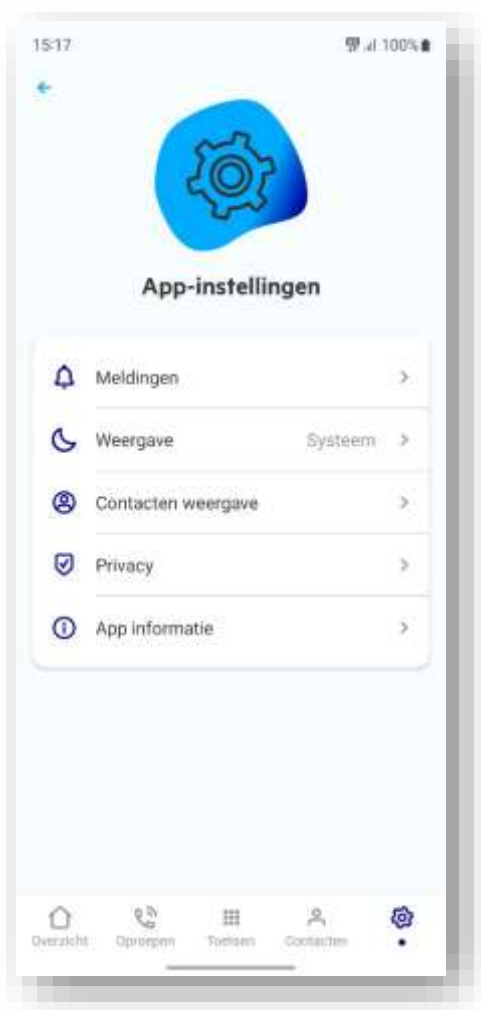 15:17
100%
App-instellingen
Meldingen
Weergave Systeem
Contacten weergave
Privacy
App informatie
Overzicht Oproepen Toetsen Contacten